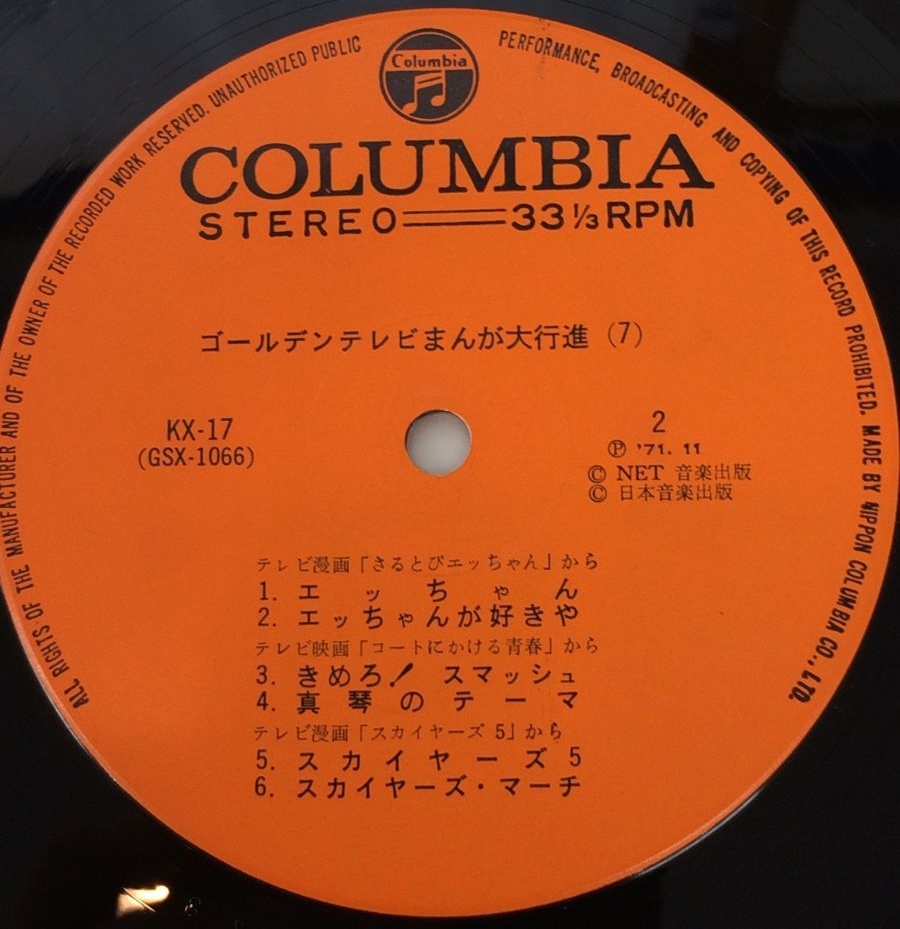 ALL RIGHTS OF THE MANUFACTURER AND OF THE OWNER OF THE RECORDED WORK RESERVED. UNAUTHORIZED PUBLIC PERFORMANCE, BROADCASTING AND COPYING OF THIS RECORD PROHIBITED. MADE BY NIPPON COLUMBIA CO., LTD.
Columbia
COLUMBIA
STEREO 33 1/3 RPM
ゴールデンテレビまんが大行進 (7)
KX-17
(GSX-1066)
2
Ⓟ '71. 11
© NET 音楽出版
© 日本音楽出版
テレビ漫画「きるとびエッちゃん」から
1. エッちゃん
2. エッちゃんが好きや
テレビ映画「コートにかける青春」から
3. きめろ! スマッシュ
4. 真琴のテーマ
テレビ漫画「スカイヤーズ 5」から
5. スカイヤーズ5
6. スカイヤーズ・マーチ